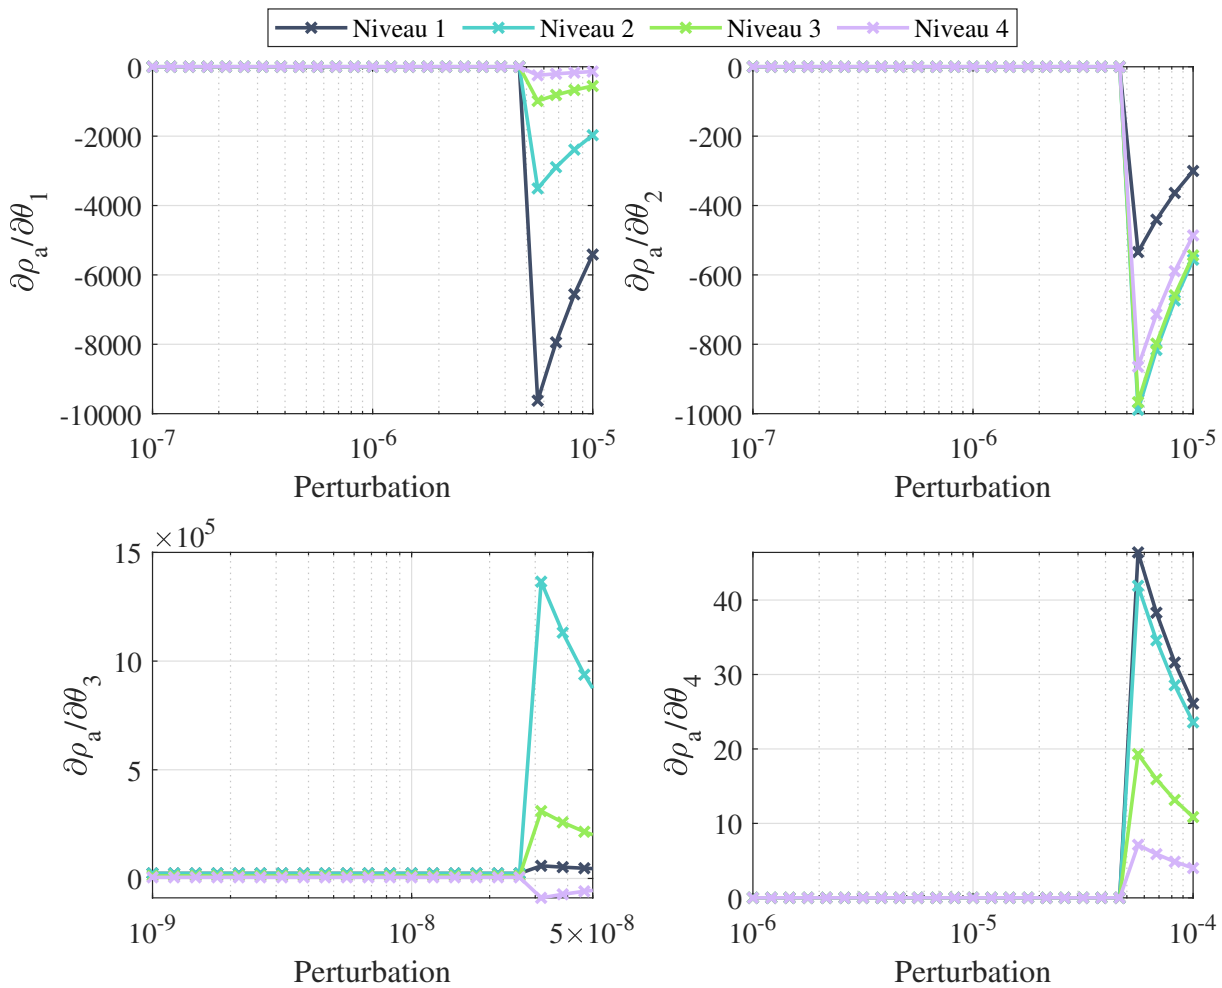 Niveau 1 Niveau 2 Niveau 3 Niveau 4
0
-2000
-4000
-6000
-8000
-10000
∂ρa/∂θ1
10-7 10-6 10-5
Perturbation
0
-200
-400
-600
-800
-1000
∂ρa/∂θ2
10-7 10-6 10-5
Perturbation
×10^5
15
10
5
0
∂ρa/∂θ3
10-9 10-8 5×10-8
Perturbation
40
30
20
10
0
∂ρa/∂θ4
10-6 10-5 10-4
Perturbation